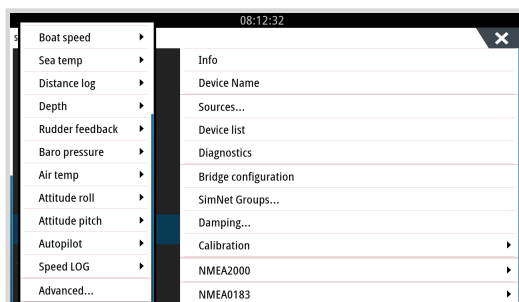 08:12:32
Boat speed
Sea temp
Distance log
Depth
Rudder feedback
Baro pressure
Air temp
Attitude roll
Attitude pitch
Autopilot
Speed LOG
Advanced...
Info
Device Name
Sources...
Device list
Diagnostics
Bridge configuration
SimNet Groups...
Damping...
Calibration
NMEA2000
NMEA0183